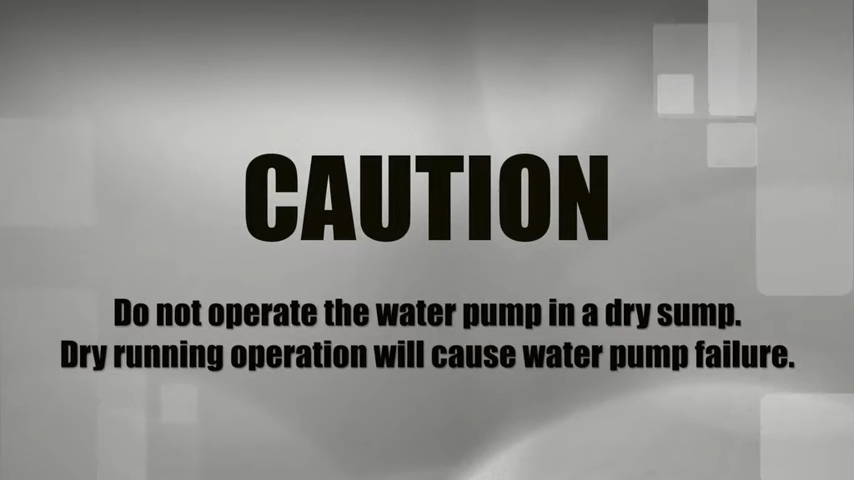 CAUTION
Do not operate the water pump in a dry sump.
Dry running operation will cause water pump failure.